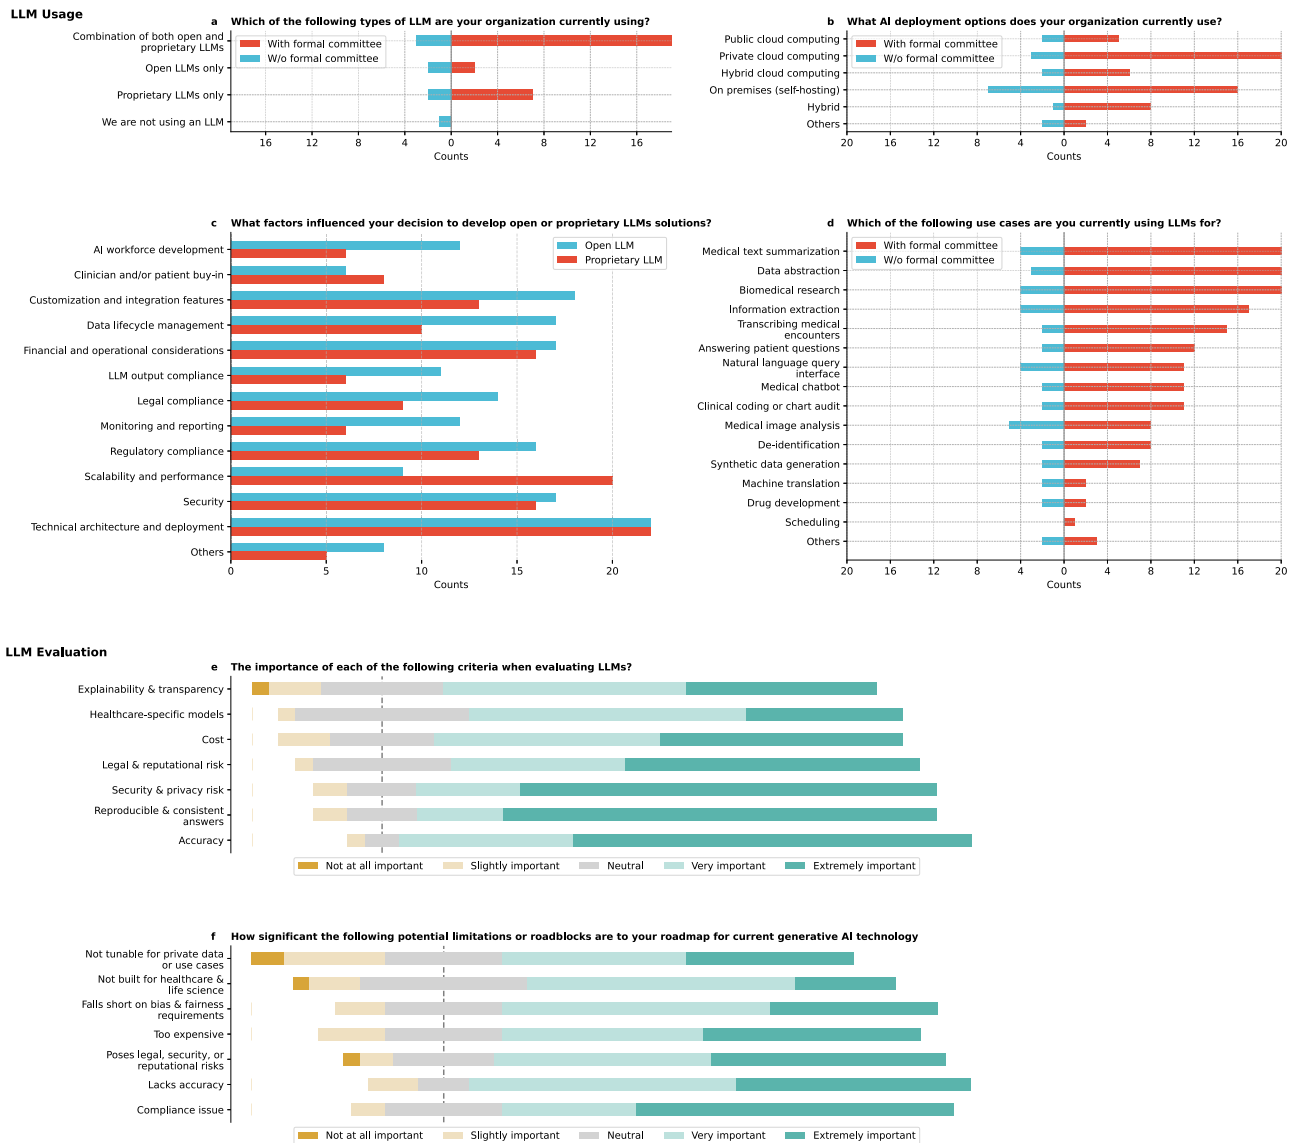 LLM Usage
a Which of the following types of LLM are your organization currently using?
Combination of both open and
proprietary LLMs
Open LLMs only
Proprietary LLMs only
We are not using an LLM
With formal committee
W/o formal committee
16 12 8 4 0 4 8 12 16
Counts
b What AI deployment options does your organization currently use?
Public cloud computing
Private cloud computing
Hybrid cloud computing
On premises (self-hosting)
Hybrid
Others
With formal committee
W/o formal committee
20 16 12 8 4 0 4 8 12 16 20
Counts
c What factors influenced your decision to develop open or proprietary LLMs solutions?
AI workforce development
Clinician and/or patient buy-in
Customization and integration features
Data lifecycle management
Financial and operational considerations
LLM output compliance
Legal compliance
Monitoring and reporting
Regulatory compliance
Scalability and performance
Security
Technical architecture and deployment
Others
Open LLM
Proprietary LLM
0 5 10 15 20
Counts
d Which of the following use cases are you currently using LLMs for?
Medical text summarization
Data abstraction
Biomedical research
Information extraction
Transcribing medical
encounters
Answering patient questions
Natural language query
interface
Medical chatbot
Clinical coding or chart audit
Medical image analysis
De-identification
Synthetic data generation
Machine translation
Drug development
Scheduling
Others
With formal committee
W/o formal committee
20 16 12 8 4 0 4 8 12 16 20
Counts
LLM Evaluation
e The importance of each of the following criteria when evaluating LLMs?
Explainability & transparency
Healthcare-specific models
Cost
Legal & reputational risk
Security & privacy risk
Reproducible & consistent
answers
Accuracy
Not at all important Slightly important Neutral Very important Extremely important
f How significant the following potential limitations or roadblocks are to your roadmap for current generative AI technology
Not tunable for private data
or use cases
Not built for healthcare &
life science
Falls short on bias & fairness
requirements
Too expensive
Poses legal, security, or
reputational risks
Lacks accuracy
Compliance issue
Not at all important Slightly important Neutral Very important Extremely important